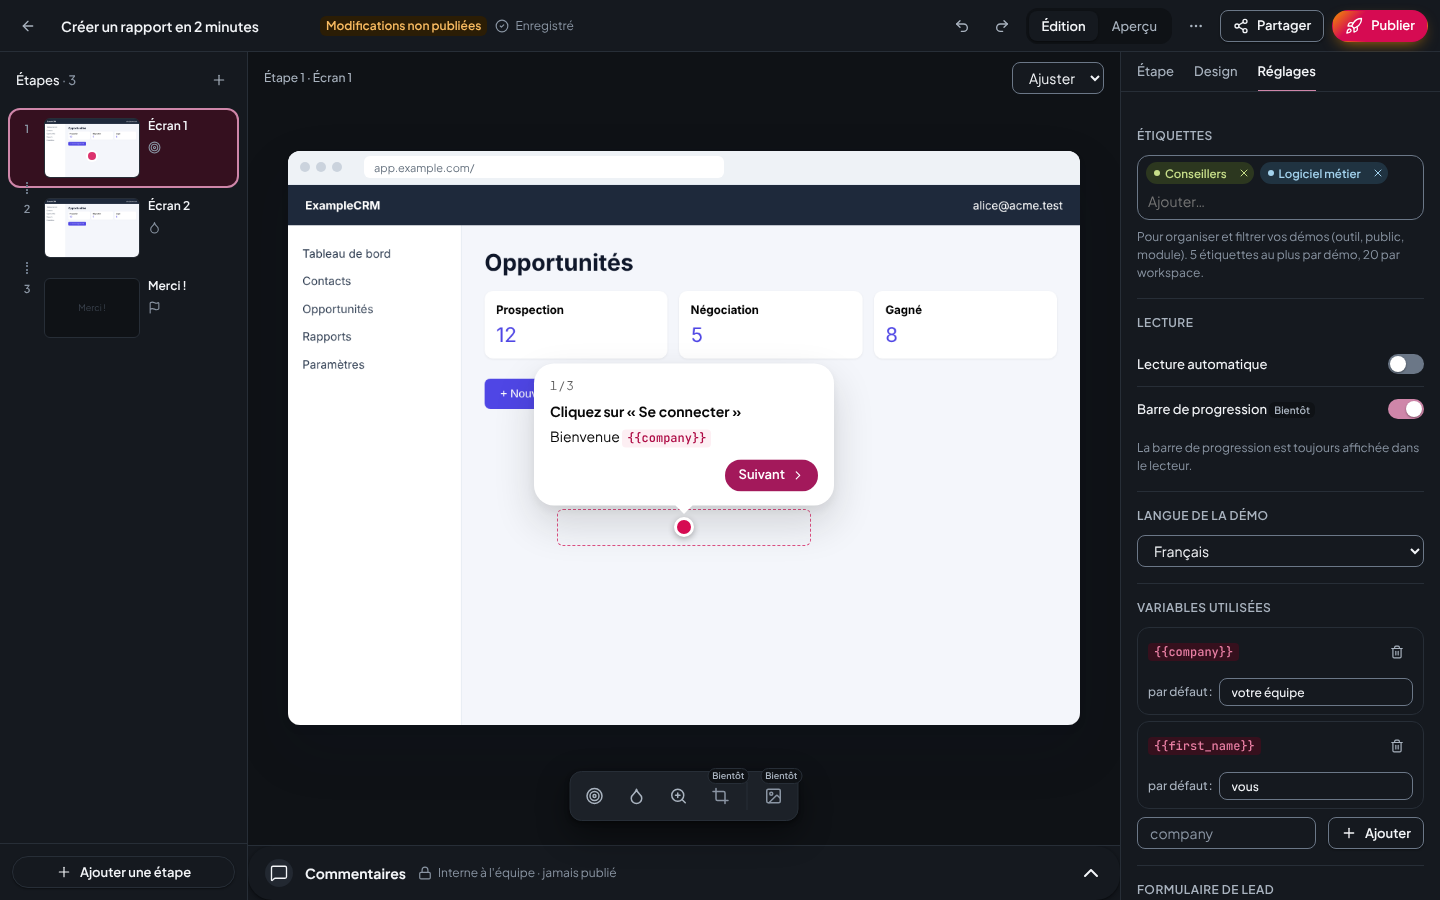 Créer un rapport en 2 minutes
Modifications non publiées
Enregistré
Édition
Aperçu
Partager
Publier
Étapes · 3
1
Écran 1
2
Écran 2
3
Merci !
Merci !
Ajouter une étape
Étape 1 · Écran 1
Ajuster
app.example.com/
ExampleCRM
alice@acme.test
Tableau de bord
Contacts
Opportunités
Rapports
Paramètres
Opportunités
Prospection
12
Négociation
5
Gagné
8
+ Nouv
1 / 3
Cliquez sur « Se connecter »
Bienvenue {{company}}
Suivant
Bientôt
Bientôt
Commentaires
Interne à l'équipe · jamais publié
Étape
Design
Réglages
ÉTIQUETTES
Conseillers
Logiciel métier
Ajouter…
Pour organiser et filtrer vos démos (outil, public,
module). 5 étiquettes au plus par démo, 20 par
workspace.
LECTURE
Lecture automatique
Barre de progression Bientôt
La barre de progression est toujours affichée dans
le lecteur.
LANGUE DE LA DÉMO
Français
VARIABLES UTILISÉES
{{company}}
par défaut : votre équipe
{{first_name}}
par défaut : vous
company
Ajouter
FORMULAIRE DE LEAD